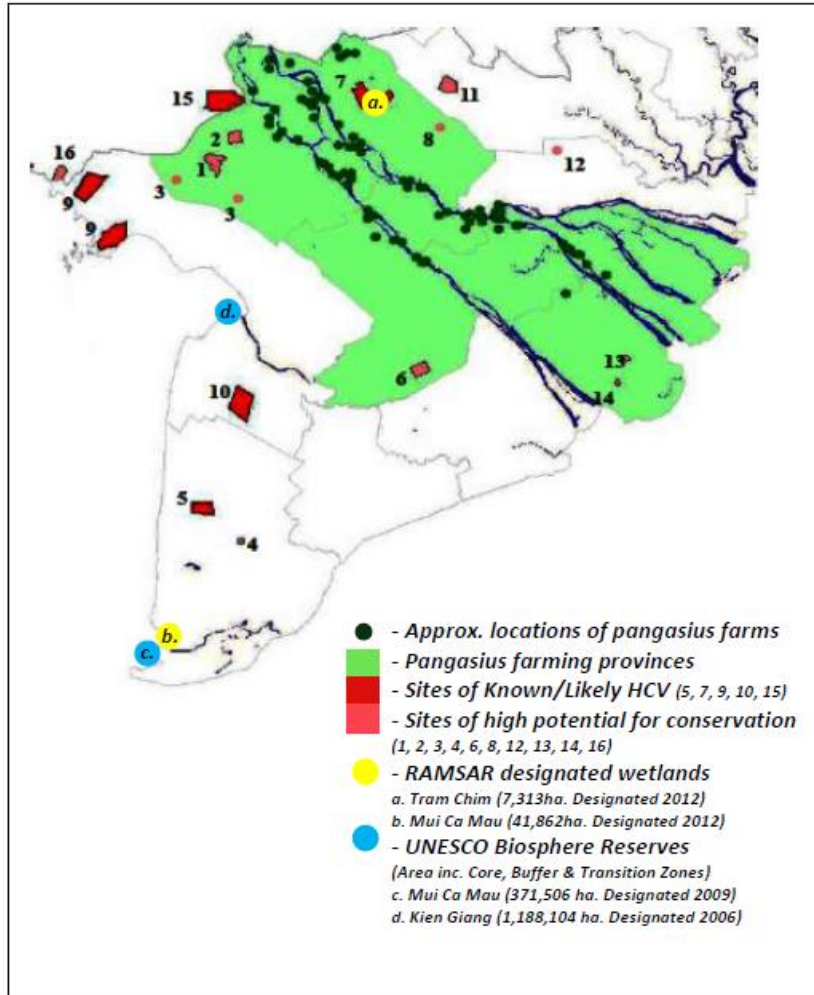 7
a.
11
15
8
2
12
16
1
3
9
3
9
d.
6
13
10
14
5
4
b.
c.
- Approx. locations of pangasius farms
- Pangasius farming provinces
- Sites of Known/Likely HCV (5, 7, 9, 10, 15)
- Sites of high potential for conservation
(1, 2, 3, 4, 6, 8, 12, 13, 14, 16)
- RAMSAR designated wetlands
a. Tram Chim (7,313ha. Designated 2012)
b. Mui Ca Mau (41,862ha. Designated 2012)
- UNESCO Biosphere Reserves
(Area inc. Core, Buffer & Transition Zones)
c. Mui Ca Mau (371,506 ha. Designated 2009)
d. Kien Giang (1,188,104 ha. Designated 2006)